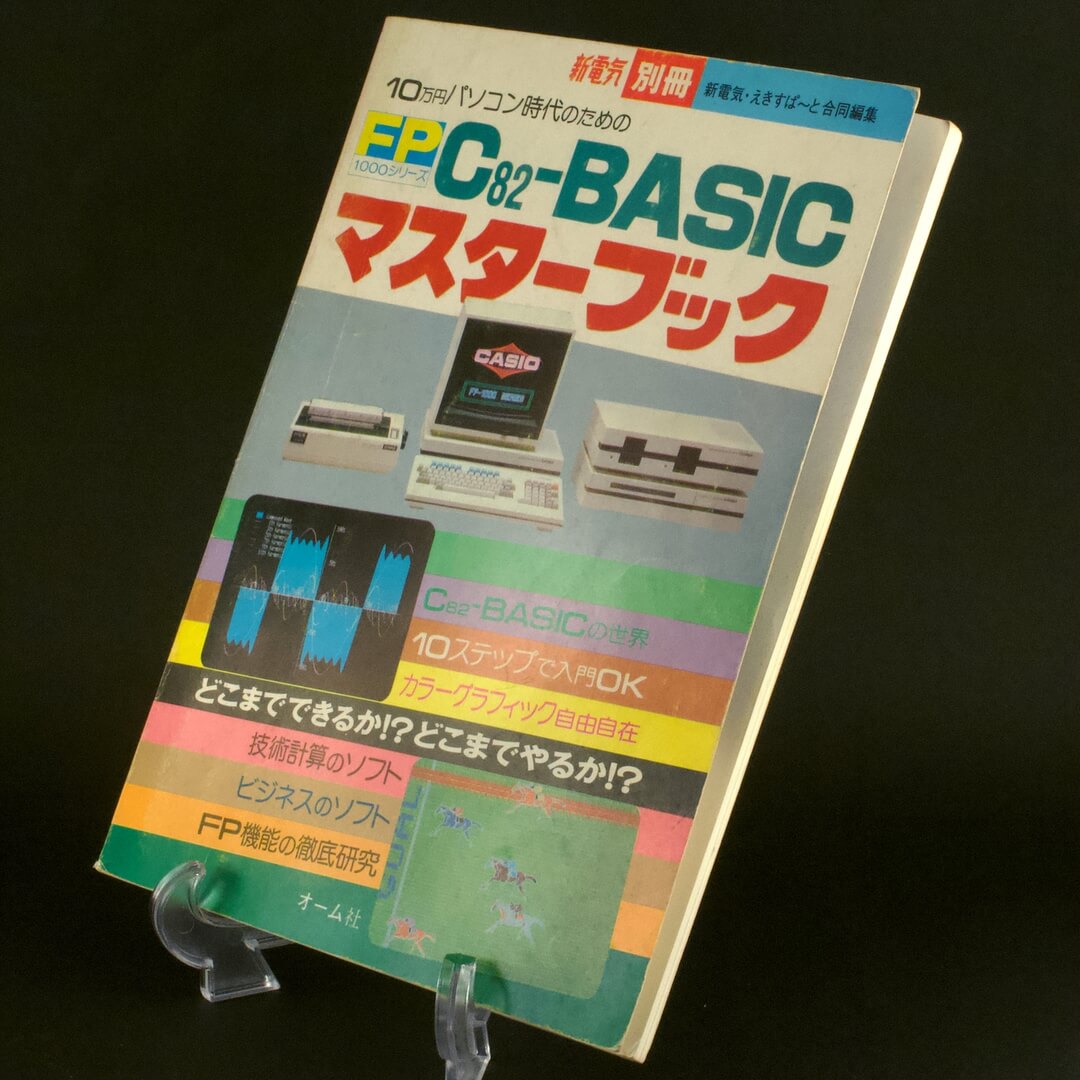 新電気 別冊 新電気・えきすぱ〜と合同編集
10万円パソコン時代のための
FP
1000シリーズ
C82-BASIC
マスターブック
CASIO
FP-1000
C82-BASICの世界
10ステップで入門OK
カラーグラフィック自由自在
どこまでできるか!?どこまでやるか!?
技術計算のソフト
ビジネスのソフト
FP機能の徹底研究
GOAL
オーム社